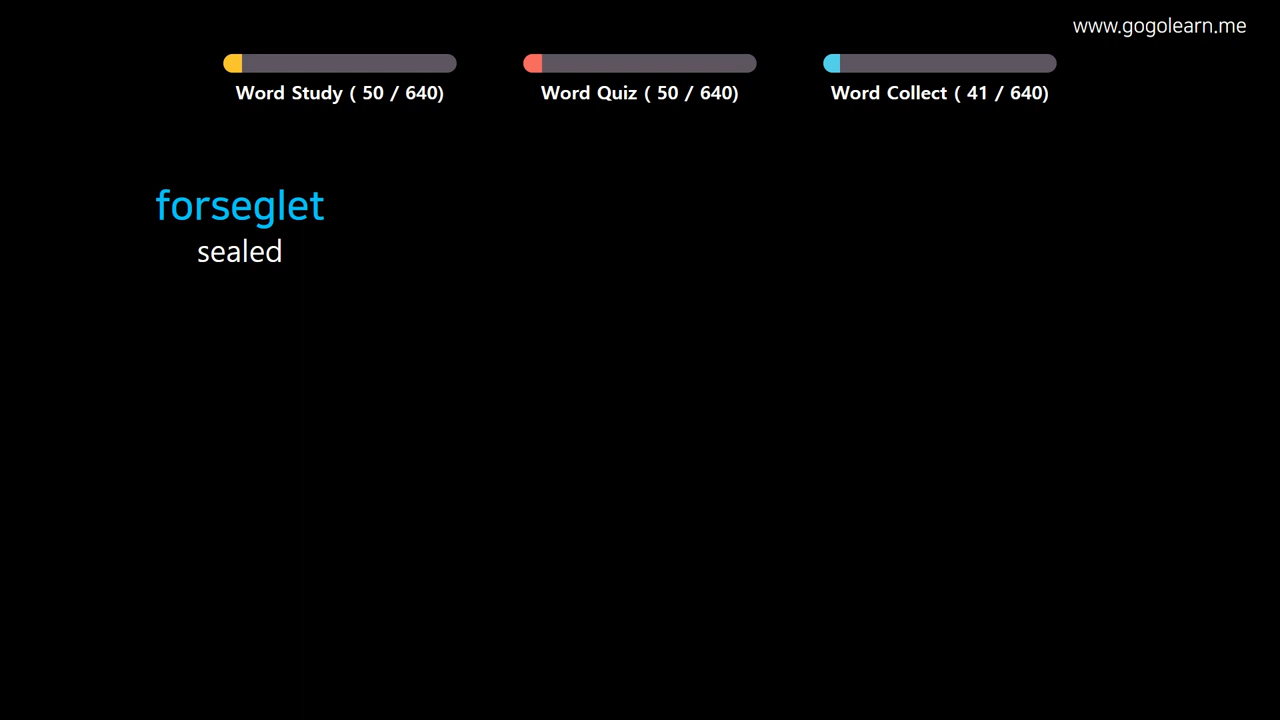 www.gogolearn.me
Word Study ( 50 / 640)
Word Quiz ( 50 / 640)
Word Collect ( 41 / 640)
forseglet
sealed